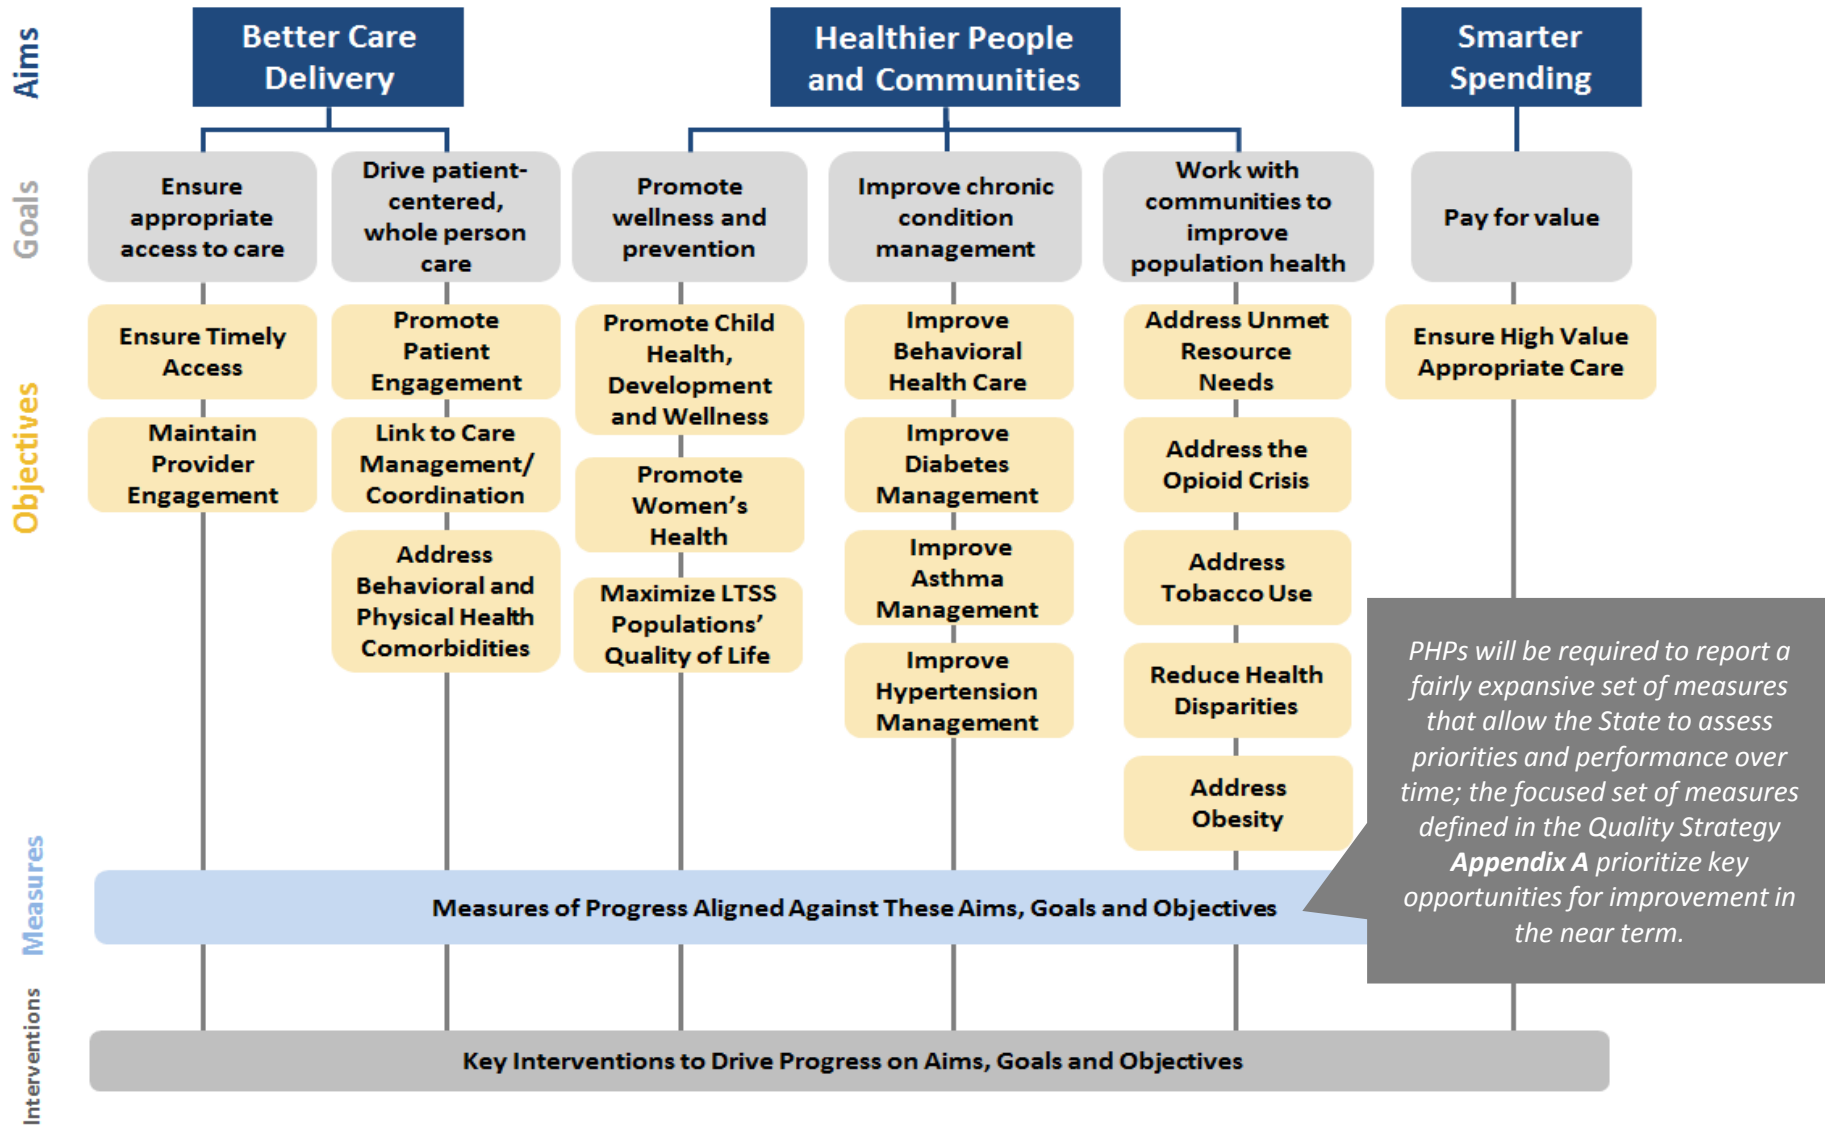 Aims
Better Care
Delivery
Healthier People
and Communities
Smarter
Spending
Goals
Ensure
appropriate
access to care
Drive patient-
centered,
whole person
care
Promote
wellness and
prevention
Improve chronic
condition
management
Work with
communities to
improve
population health
Pay for value
Objectives
Ensure Timely
Access
Maintain
Provider
Engagement
Promote
Patient
Engagement
Link to Care
Management/
Coordination
Address
Behavioral and
Physical Health
Comorbidities
Promote Child
Health,
Development
and Wellness
Promote
Women’s
Health
Maximize LTSS
Populations’
Quality of Life
Improve
Behavioral
Health Care
Improve
Diabetes
Management
Improve
Asthma
Management
Improve
Hypertension
Management
Address Unmet
Resource
Needs
Address the
Opioid Crisis
Address
Tobacco Use
Reduce Health
Disparities
Address
Obesity
Ensure High Value
Appropriate Care
PHPs will be required to report a
fairly expansive set of measures
that allow the State to assess
priorities and performance over
time; the focused set of measures
defined in the Quality Strategy
Appendix A prioritize key
opportunities for improvement in
the near term.
Measures
Measures of Progress Aligned Against These Aims, Goals and Objectives
Interventions
Key Interventions to Drive Progress on Aims, Goals and Objectives